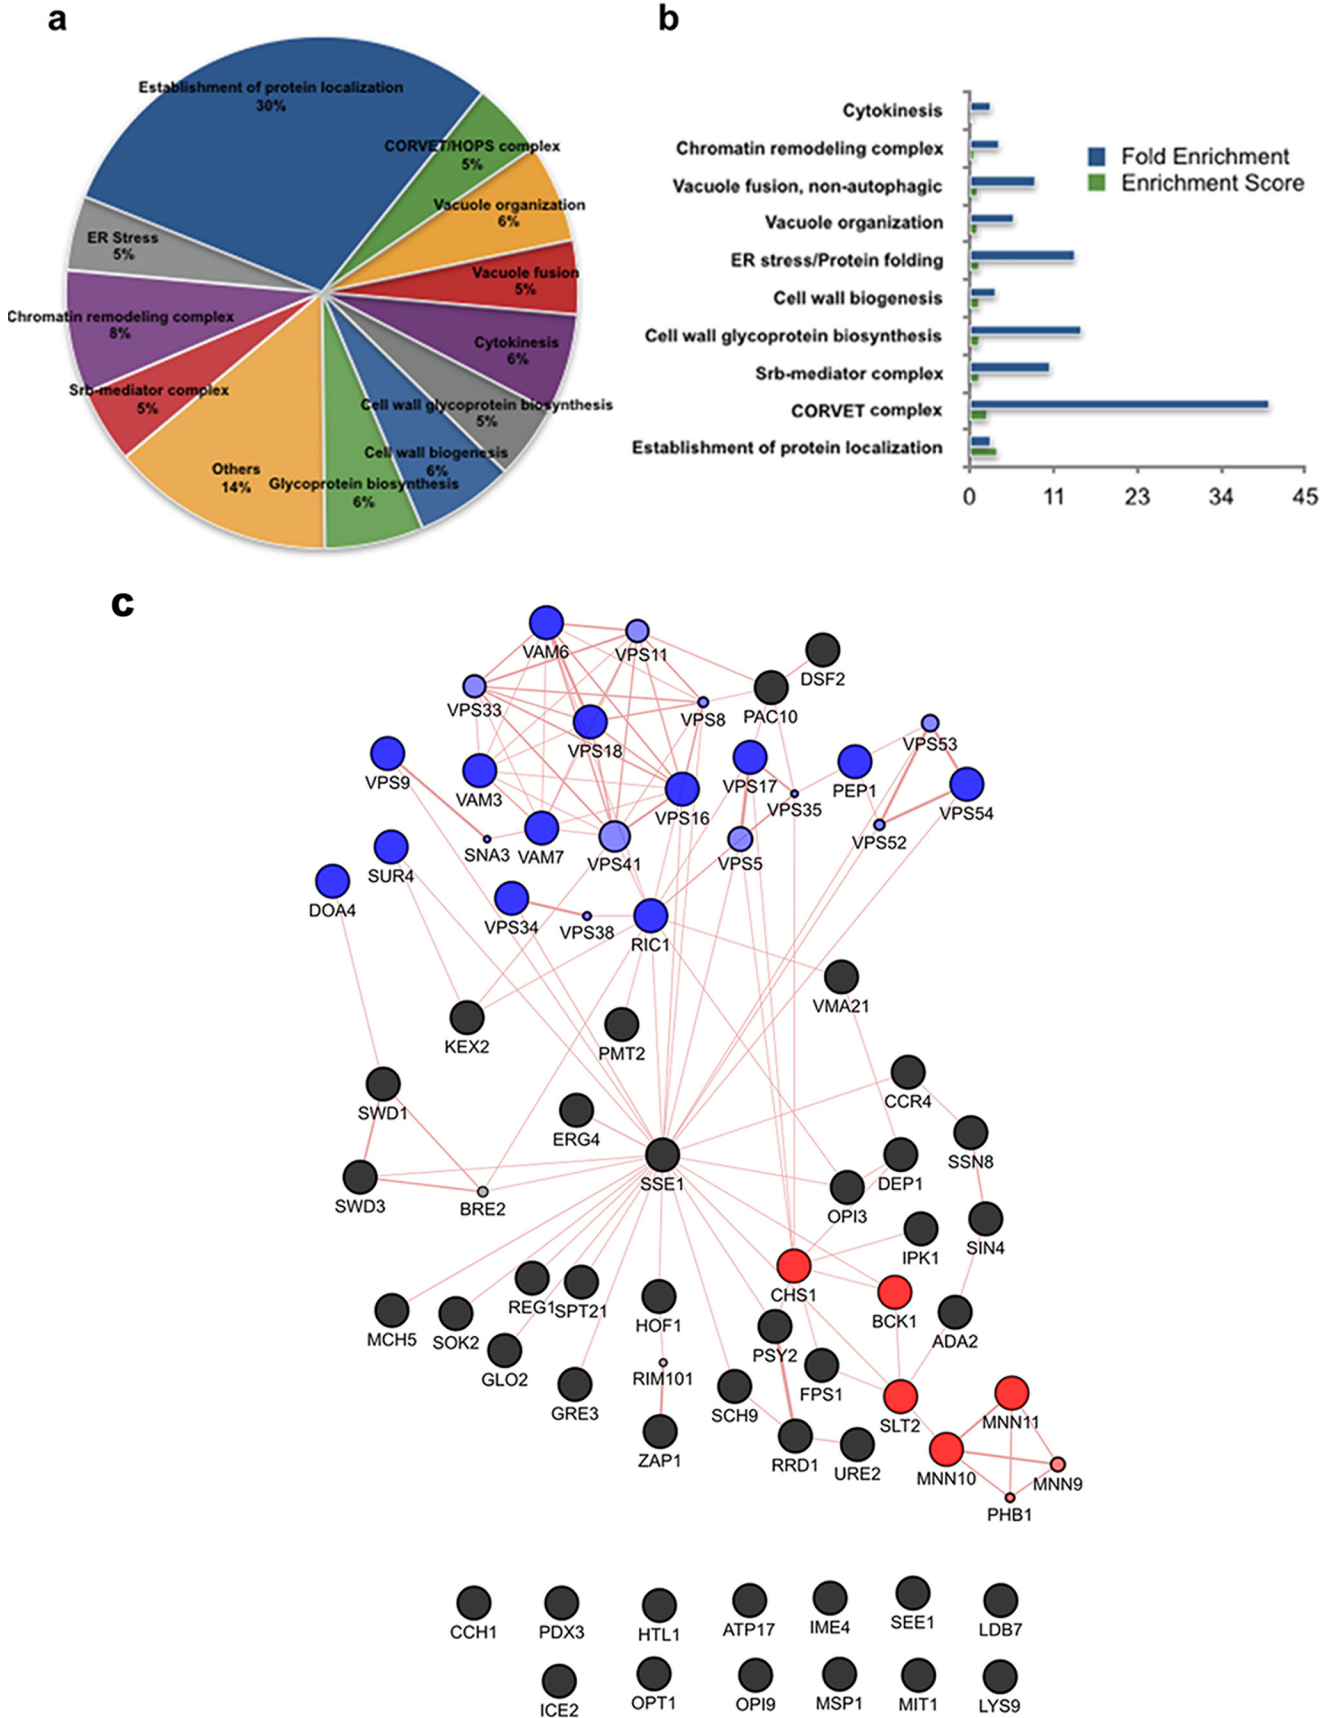 a
Establishment of protein localization
30%
CORVET/HOPS complex
5%
Vacuole organization
6%
ER Stress
5%
Vacuole fusion
5%
Chromatin remodeling complex
8%
Cytokinesis
6%
Srb-mediator complex
5%
Cell wall glycoprotein biosynthesis
5%
Cell wall biogenesis
6%
Others
14%
Glycoprotein biosynthesis
6%
b
Cytokinesis
Chromatin remodeling complex
Vacuole fusion, non-autophagic
Vacuole organization
ER stress/Protein folding
Cell wall biogenesis
Cell wall glycoprotein biosynthesis
Srb-mediator complex
CORVET complex
Establishment of protein localization
0 11 23 34 45
Fold Enrichment
Enrichment Score
c
VAM6
VPS11
DSF2
VPS33
VPS8
PAC10
VPS18
VPS53
VPS9
VAM3
VPS16
VPS17
VPS35
PEP1
VPS54
SNA3
VAM7
VPS41
VPS5
VPS52
SUR4
DOA4
VPS34
VPS38
RIC1
VMA21
KEX2
PMT2
CCR4
SWD1
ERG4
SSN8
SSE1
DEP1
SWD3
BRE2
OPI3
IPK1
SIN4
REG1
SPT21
HOF1
CHS1
BCK1
MCH5
SOK2
ADA2
GLO2
RIM101
PSY2
FPS1
GRE3
SCH9
SLT2
MNN11
ZAP1
RRD1
URE2
MNN10
MNN9
PHB1
CCH1
PDX3
HTL1
ATP17
IME4
SEE1
LDB7
ICE2
OPT1
OPI9
MSP1
MIT1
LYS9